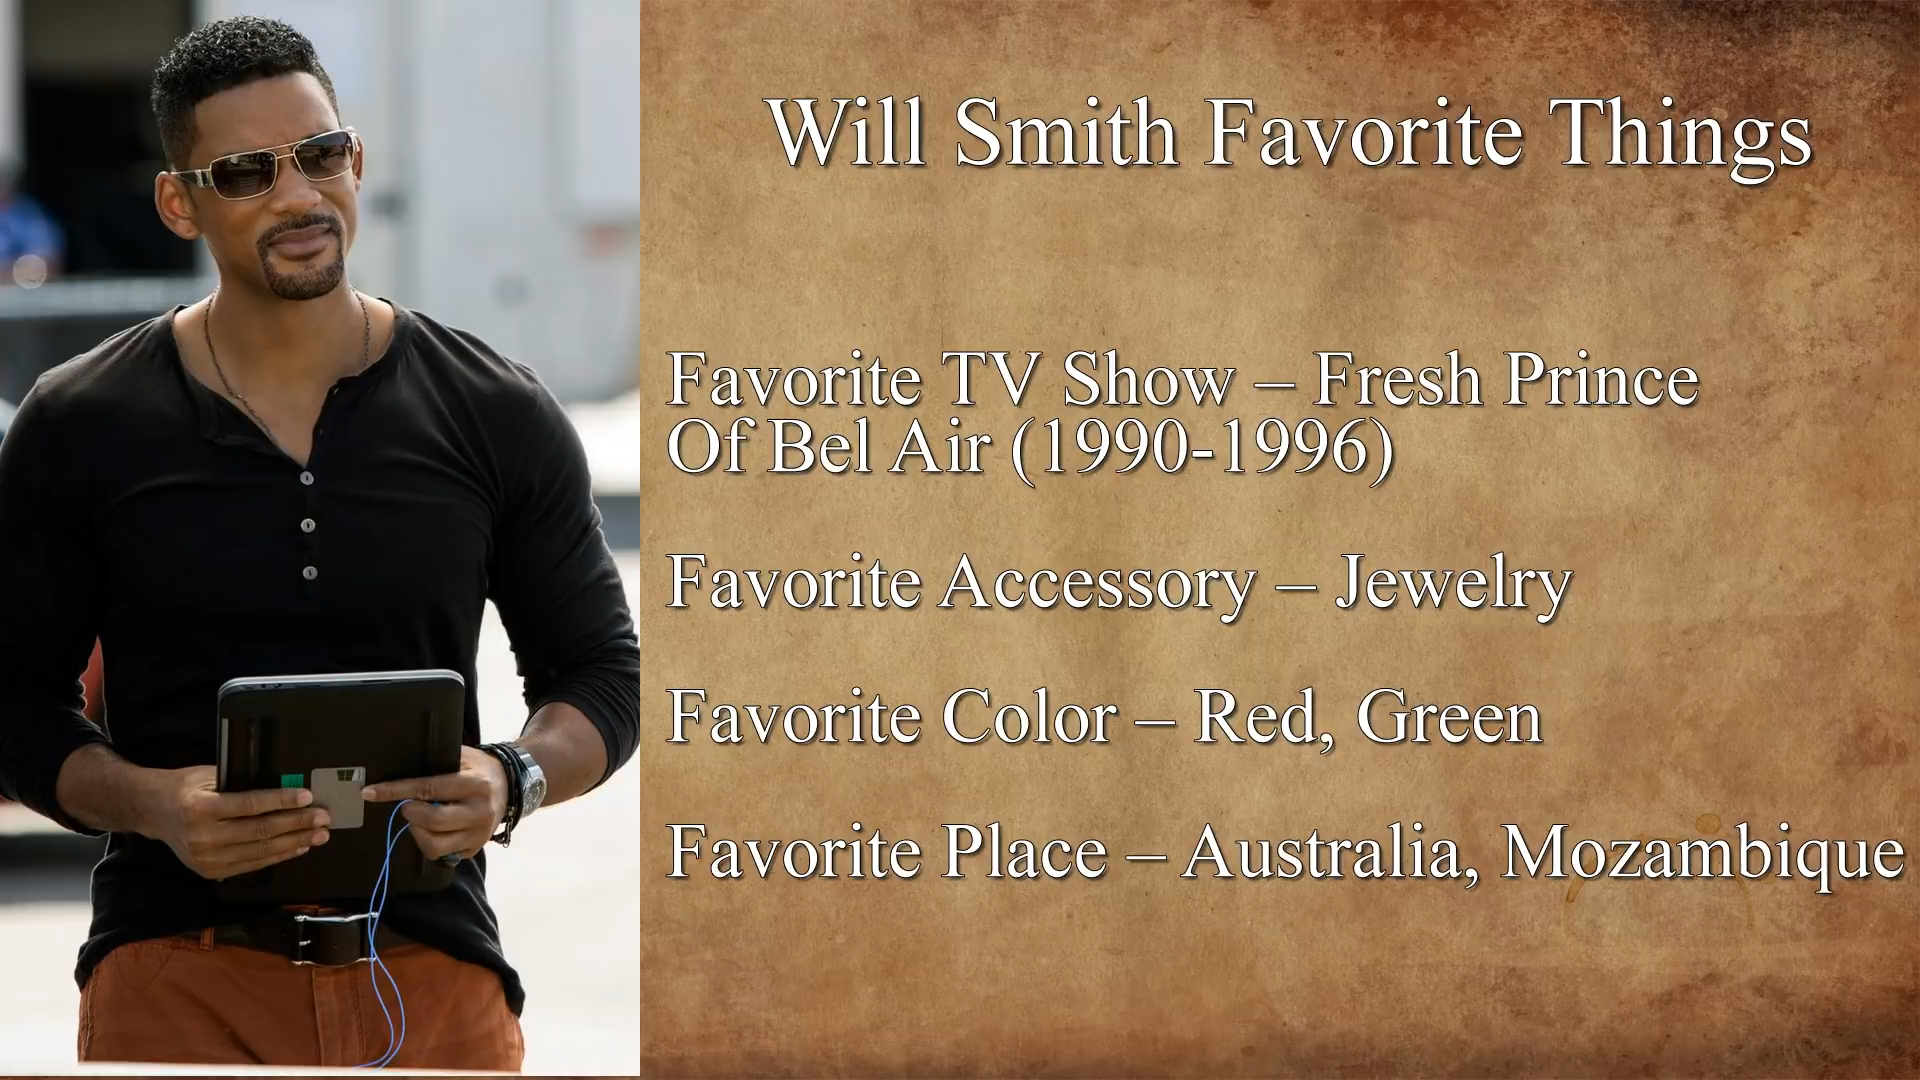 Will Smith Favorite Things
Favorite TV Show – Fresh Prince
Of Bel Air (1990-1996)
Favorite Accessory – Jewelry
Favorite Color – Red, Green
Favorite Place – Australia, Mozambique